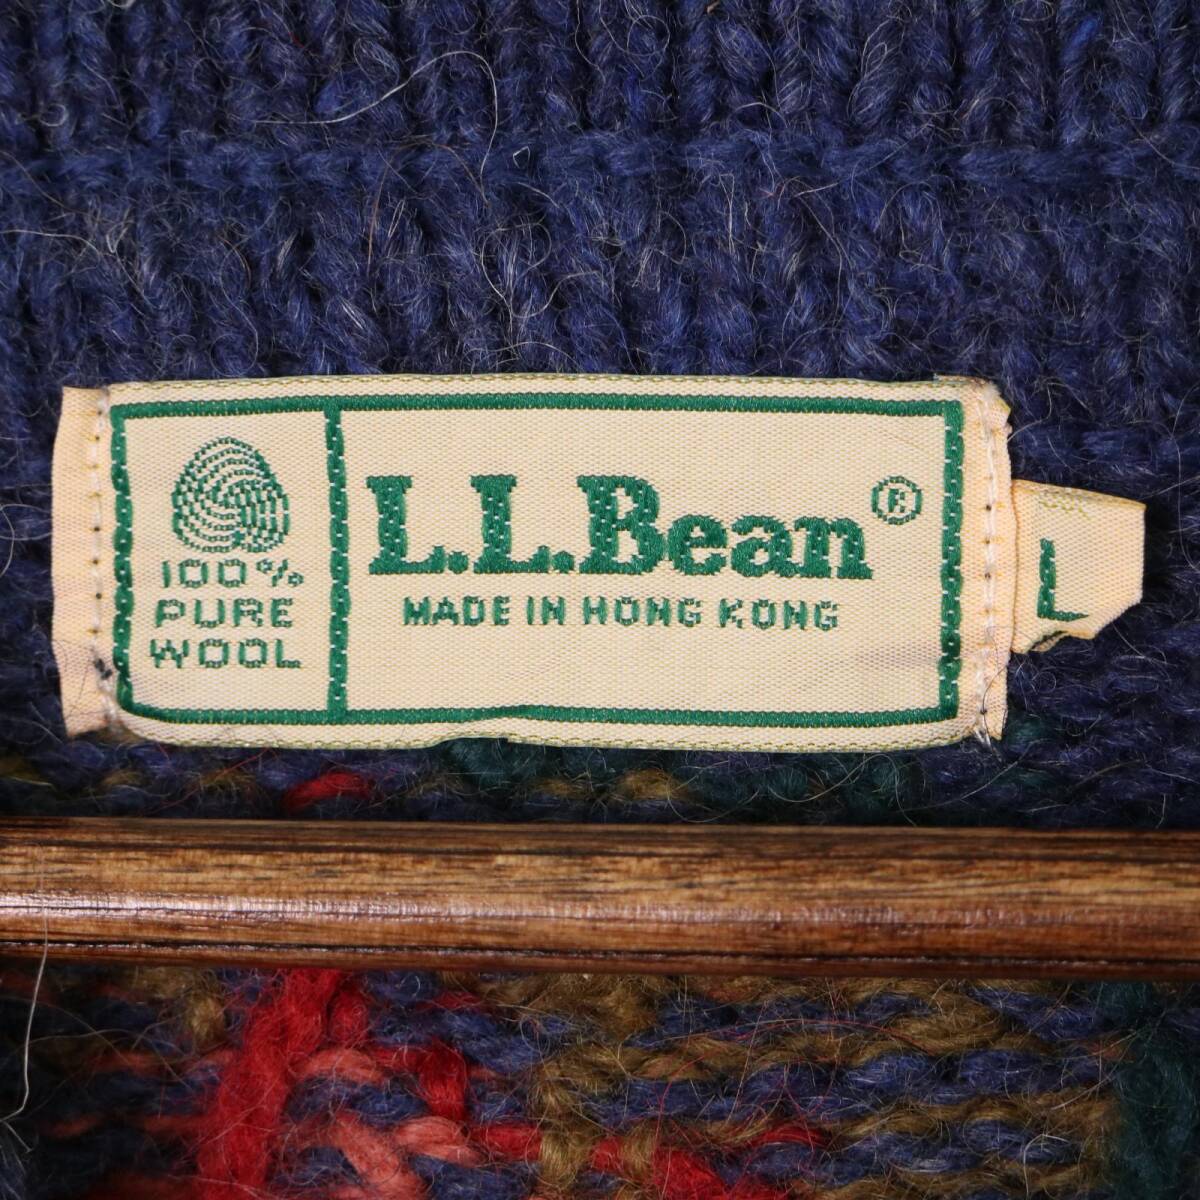 100%
PURE
WOOL
L.L.Bean®
MADE IN HONG KONG
L